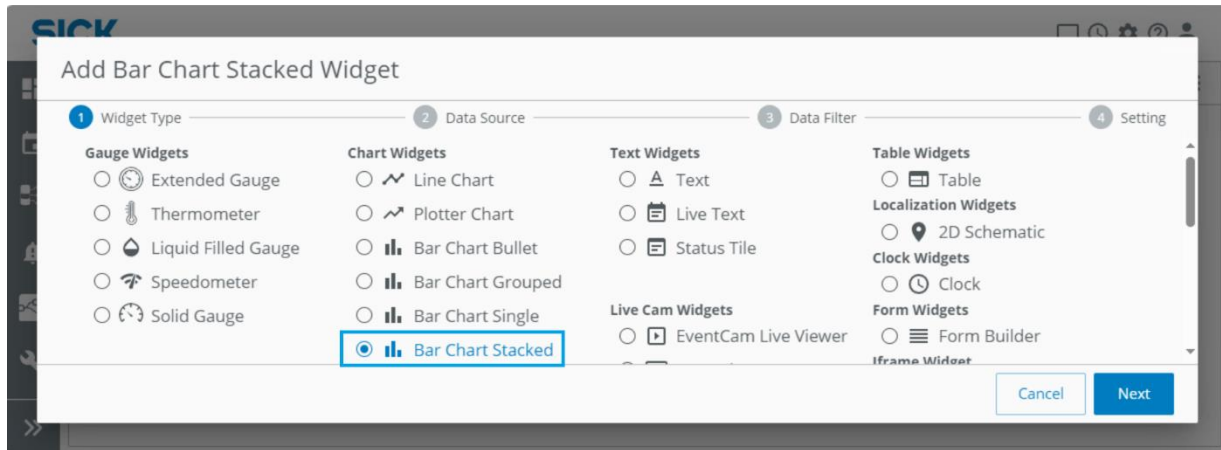 SICK
Add Bar Chart Stacked Widget
1 Widget Type
2 Data Source
3 Data Filter
4 Setting
Gauge Widgets
Extended Gauge
Thermometer
Liquid Filled Gauge
Speedometer
Solid Gauge
Chart Widgets
Line Chart
Plotter Chart
Bar Chart Bullet
Bar Chart Grouped
Bar Chart Single
Bar Chart Stacked
Text Widgets
Text
Live Text
Status Tile
Live Cam Widgets
EventCam Live Viewer
Table Widgets
Table
Localization Widgets
2D Schematic
Clock Widgets
Clock
Form Widgets
Form Builder
Iframe Widget
Cancel
Next